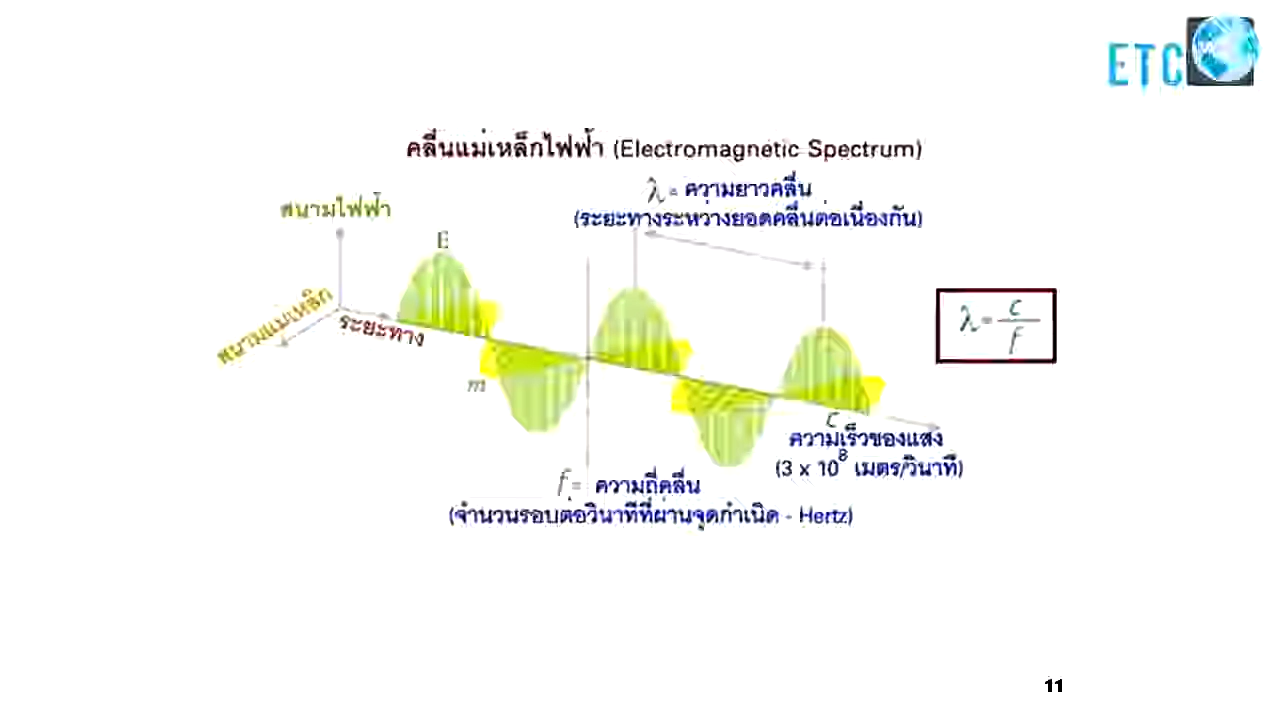 ETC
คลื่นแม่เหล็กไฟฟ้า (Electromagnetic Spectrum)
λ = ความยาวคลื่น
(ระยะทางระหว่างยอดคลื่นต่อเนื่องกัน)
สนามไฟฟ้า
E
สนามแม่เหล็ก
ระยะทาง
λ = c / f
m
c
ความเร็วของแสง
(3 x 10⁸ เมตร/วินาที)
f = ความถี่คลื่น
(จำนวนรอบต่อวินาทีที่ผ่านจุดกำเนิด - Hertz)
11